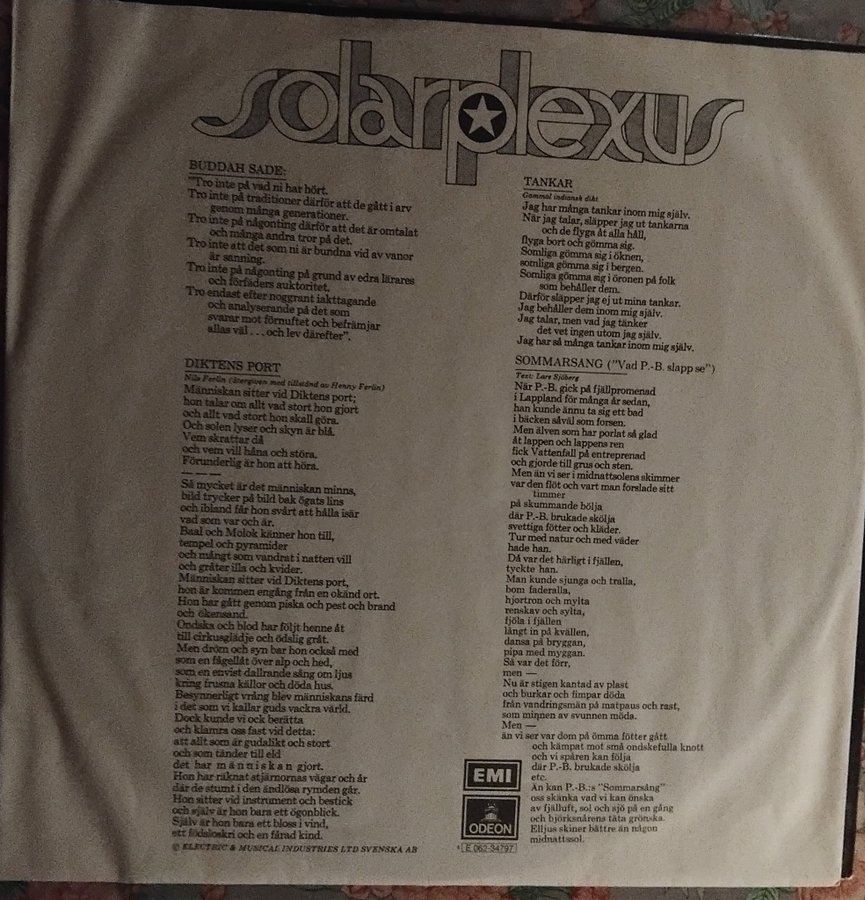 solarplexus
BUDDAH SADE:
"Tro inte på vad ni har hört.
Tro inte på traditioner därför att de gått i arv
genom många generationer.
Tro inte på någonting därför att det är omtalat
och många andra tror på det.
Tro inte att det som ni är bundna vid av vanor
är sanning.
Tro inte på någonting på grund av edra lärares
och förfäders auktoritet.
Tro endast efter noggrant iakttagande
och analyserande på det som
svarar mot förnuftet och befrämjar
allas väl ... och lev därefter".
DIKTENS PORT
Nils Ferlin (återgiven med tillstånd av Henny Ferlin)
Människan sitter vid Diktens port;
hon talar om allt vad stort hon gjort
och allt vad stort hon skall göra.
Och solen lyser och skyn är blå.
Vem skrattar då
och vem vill håna och störa.
Förunderlig är hon att höra.
— — —
Så mycket är det människan minns,
bild trycker på bild bak ögats lins
och ibland får hon svårt att hålla isär
vad som var och är.
Baal och Molok känner hon till,
tempel och pyramider
och mångt som vandrat i natten vill
och gråter illa och kvider.
Människan sitter vid Diktens port,
hon är kommen engång från en okänd ort.
Hon har gått genom piska och pest och brand
och ökensand.
Ondska och blod har följt henne åt
till cirkusglädje och ödslig gråt.
Men dröm och syn bar hon också med
som en fågellåt över alp och hed,
som en envist dallrande sång om ljus
kring frusna källor och döda hus.
Besynnerligt vrång blev människans färd
i det som vi kallar guds vackra värld.
Dock kunde vi ock berätta
och klamra oss fast vid detta:
att allt som är gudalikt och stort
och som tänder till eld
det har människan gjort.
Hon har räknat stjärnornas vägar och år
där de stumt i den ändlösa rymden går.
Hon sitter vid instrument och bestick
och själv är hon bara ett ögonblick.
Själv är hon bara ett bloss i vind,
ett födsloskri och en fårad kind.
© ELECTRIC & MUSICAL INDUSTRIES LTD SVENSKA AB
TANKAR
Gammal indiansk dikt
Jag har många tankar inom mig själv.
När jag talar, släpper jag ut tankarna
och de flyga åt alla håll,
flyga bort och gömma sig.
Somliga gömma sig i öknen,
somliga gömma sig i bergen.
Somliga gömma sig i öronen på folk
som behåller dem.
Därför släpper jag ej ut mina tankar.
Jag behåller dem inom mig själv.
Jag talar, men vad jag tänker
det vet ingen utom jag själv.
Jag har så många tankar inom mig själv.
SOMMARSANG ("Vad P.-B. slapp se")
Text: Lars Sjöberg
När P.-B. gick på fjällpromenad
i Lappland för många år sedan,
han kunde ännu ta sig ett bad
i bäcken såväl som forsen.
Men älven som har porlat så glad
åt lappen och lappens ren
fick Vattenfall på entreprenad
och gjorde till grus och sten.
Men än vi ser i midnattsolens skimmer
var den flöt och vart man forslade sitt
timmer
på skummande bölja
där P.-B. brukade skölja
svettiga fötter och kläder.
Tur med natur och med väder
hade han.
Då var det härligt i fjällen,
tyckte han.
Man kunde sjunga och tralla,
bom faderalla,
hjortron och mylta
renskav och sylta,
fjöla i fjällen
långt in på kvällen,
dansa på bryggan,
pipa med myggan.
Så var det förr,
men —
Nu är stigen kantad av plast
och burkar och fimpar döda
från vandringsmän på matpaus och rast,
som minnen av svunnen möda.
Men —
än vi ser var dom på ömma fötter gått
och kämpat mot små ondskefulla knott
och vi spåren kan följa
där P.-B. brukade skölja
etc.
Än kan P.-B.:s "Sommarsång"
oss skänka vad vi kan önska
av fjälluft, sol och sjö på en gång
och björksnårens täta grönska.
Elljus skiner bättre än någon
midnattssol.
EMI
ODEON
E 062-34797